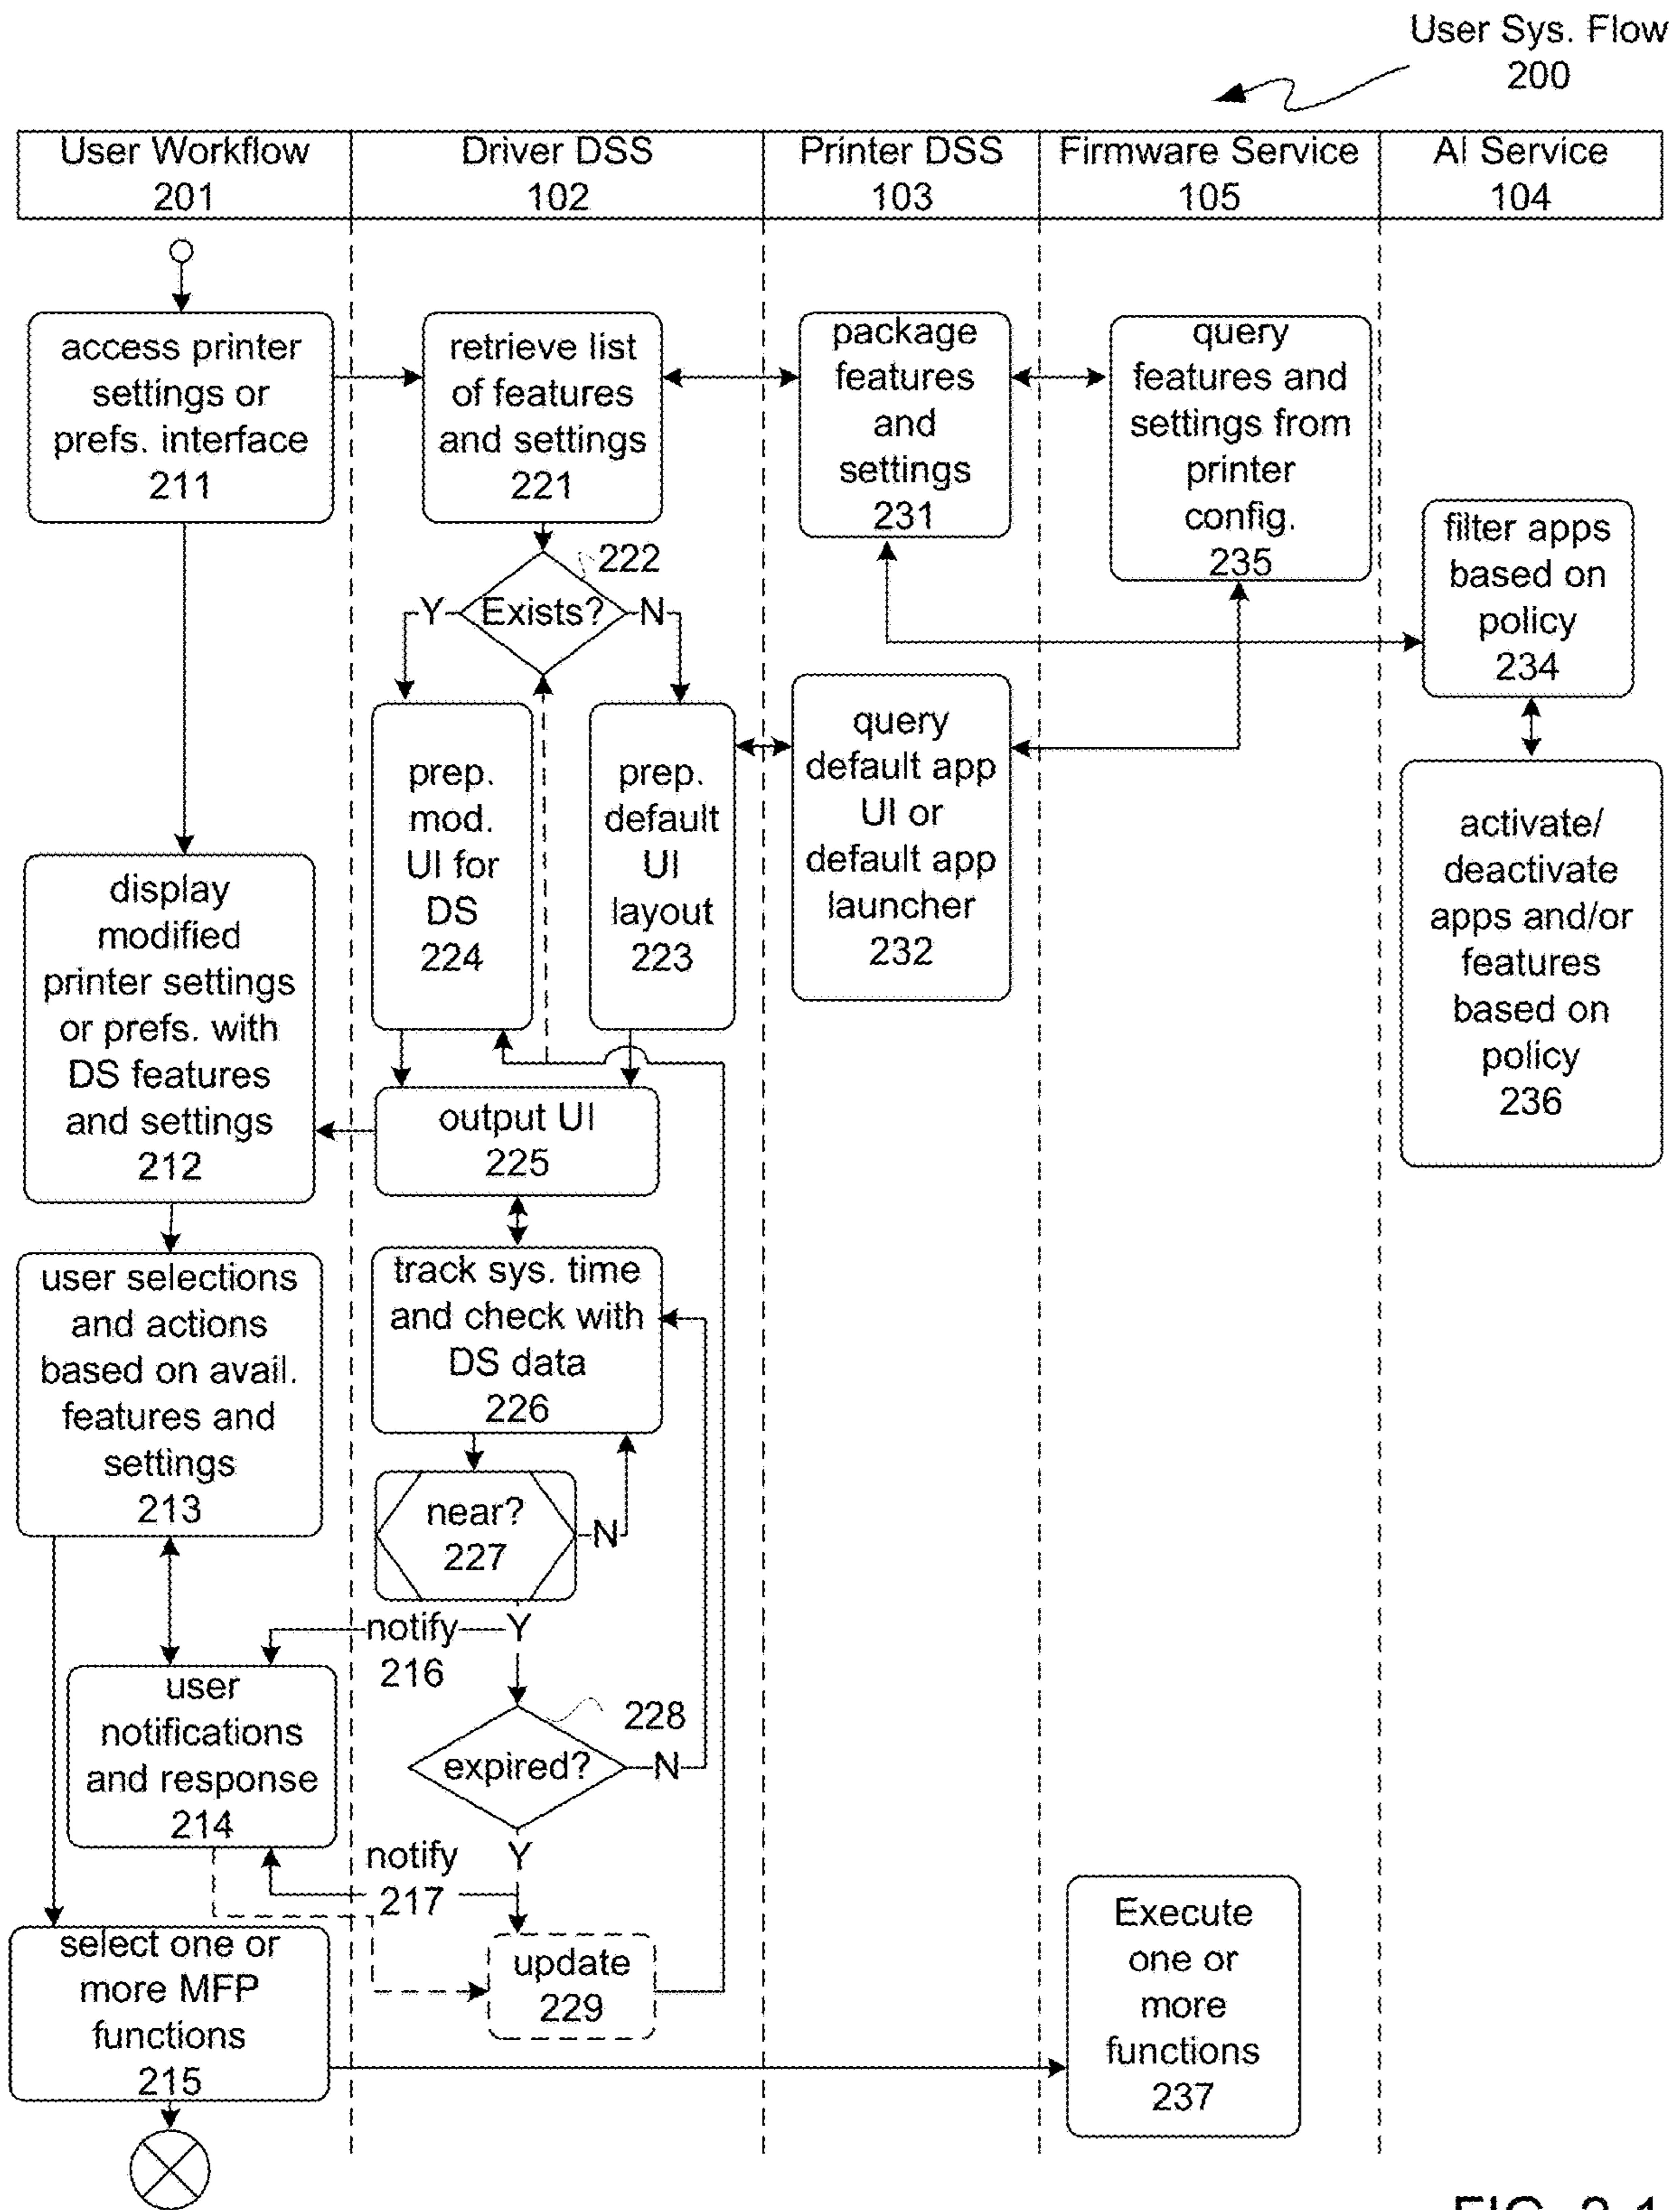 User Sys. Flow
200
User Workflow
201
Driver DSS
102
Printer DSS
103
Firmware Service
105
AI Service
104
access printer
settings or
prefs. interface
211
retrieve list
of features
and settings
221
package
features
and
settings
231
query
features and
settings from
printer
config.
235
filter apps
based on
policy
234
222
Exists?
Y
N
prep.
mod.
UI for
DS
224
prep.
default
UI
layout
223
query
default app
UI or
default app
launcher
232
activate/
deactivate
apps and/or
features
based on
policy
236
display
modified
printer settings
or prefs. with
DS features
and settings
212
output UI
225
user selections
and actions
based on avail.
features and
settings
213
track sys. time
and check with
DS data
226
near?
227
N
Y
notify
216
user
notifications
and response
214
228
expired?
N
Y
notify
217
update
229
select one or
more MFP
functions
215
Execute
one or
more
functions
237